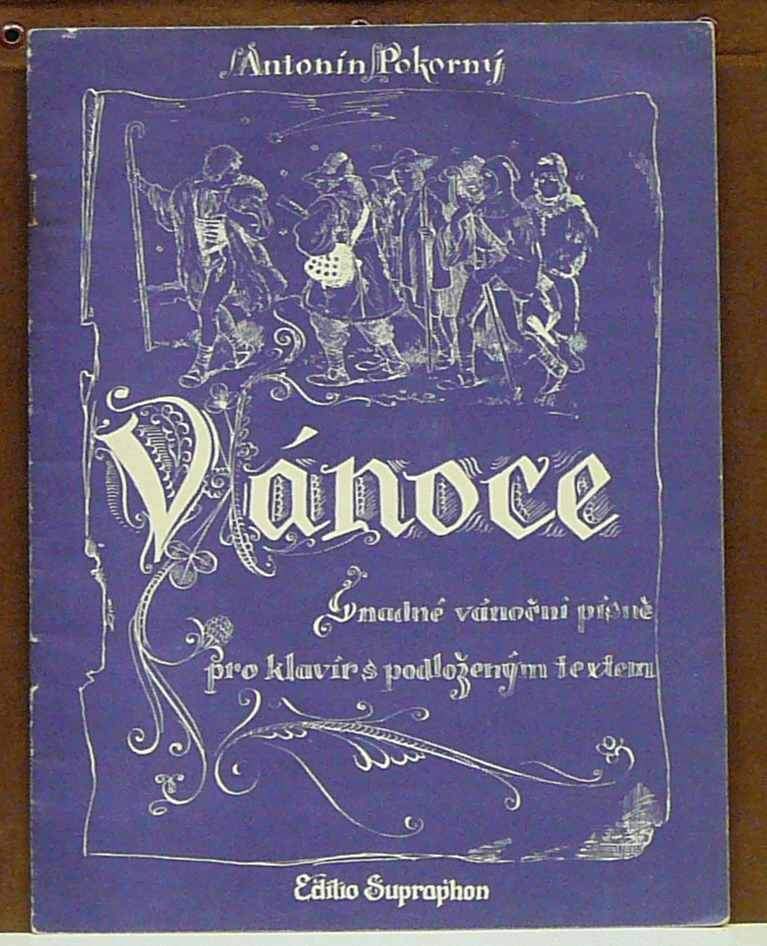 Antonín Pokorný
Vánoce
Snadné vánoční písně
pro klavír s podloženým textem
Editio Supraphon